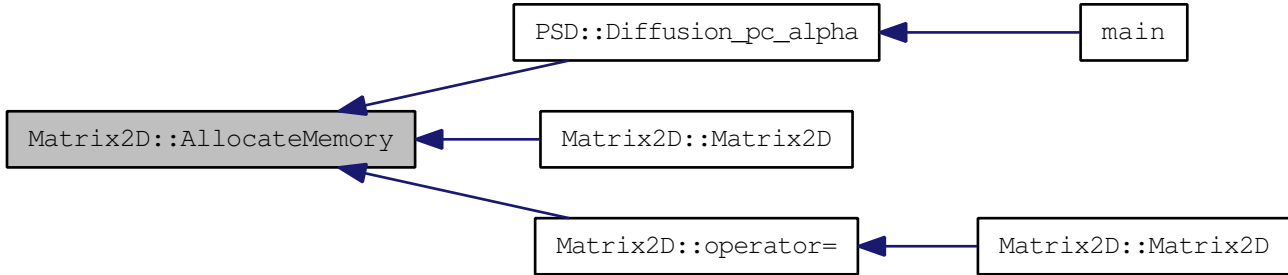 PSD::Diffusion_pc_alpha
main
Matrix2D::AllocateMemory
Matrix2D::Matrix2D
Matrix2D::operator=
Matrix2D::Matrix2D